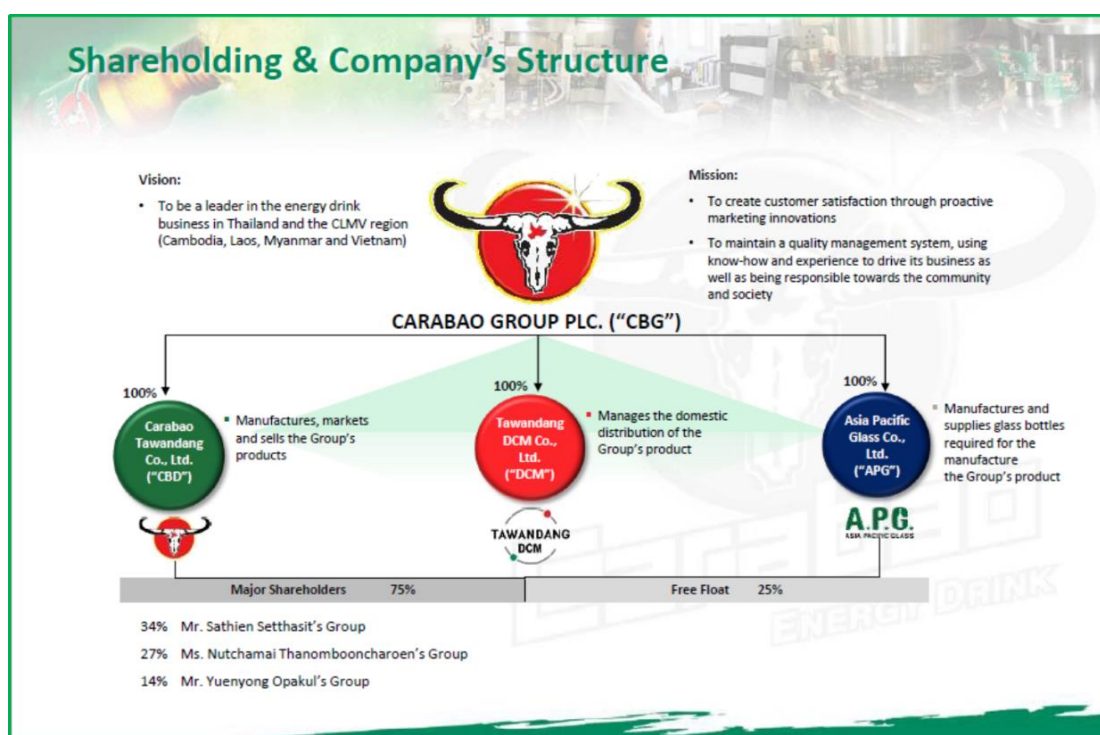 Shareholding & Company's Structure
Vision:
• To be a leader in the energy drink
business in Thailand and the CLMV region
(Cambodia, Laos, Myanmar and Vietnam)
Mission:
• To create customer satisfaction through proactive
marketing innovations
• To maintain a quality management system, using
know-how and experience to drive its business as
well as being responsible towards the community
and society
CARABAO GROUP PLC. ("CBG")
100%
Carabao
Tawandang
Co., Ltd.
("CBD")
▪ Manufactures, markets
and sells the Group's
products
100%
Tawandang
DCM Co.,
Ltd.
("DCM")
▪ Manages the domestic
distribution of the
Group's product
100%
Asia Pacific
Glass Co.,
Ltd.
("APG")
▪ Manufactures and
supplies glass bottles
required for the
manufacture
the Group's product
TAWANDANG
DCM
A.P.G.
ASIA PACIFIC GLASS
Carabao
ENERGY DRINK
Major Shareholders 75%
Free Float 25%
34% Mr. Sathien Setthasit's Group
27% Ms. Nutchamai Thanombooncharoen's Group
14% Mr. Yuenyong Opakul's Group